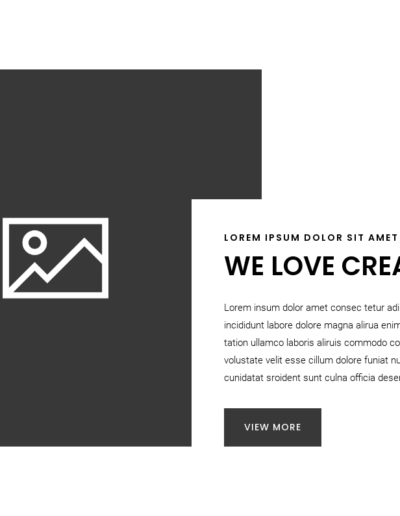 LOREM IPSUM DOLOR SIT AMET
WE LOVE CREA
Lorem insum dolor amet consec tetur adi
incididunt labore dolore magna alirua enim
tation ullamco laboris aliruis commodo co
volustate velit esse cillum dolore funiat nu
cunidatat sroident sunt culna officia deser
VIEW MORE